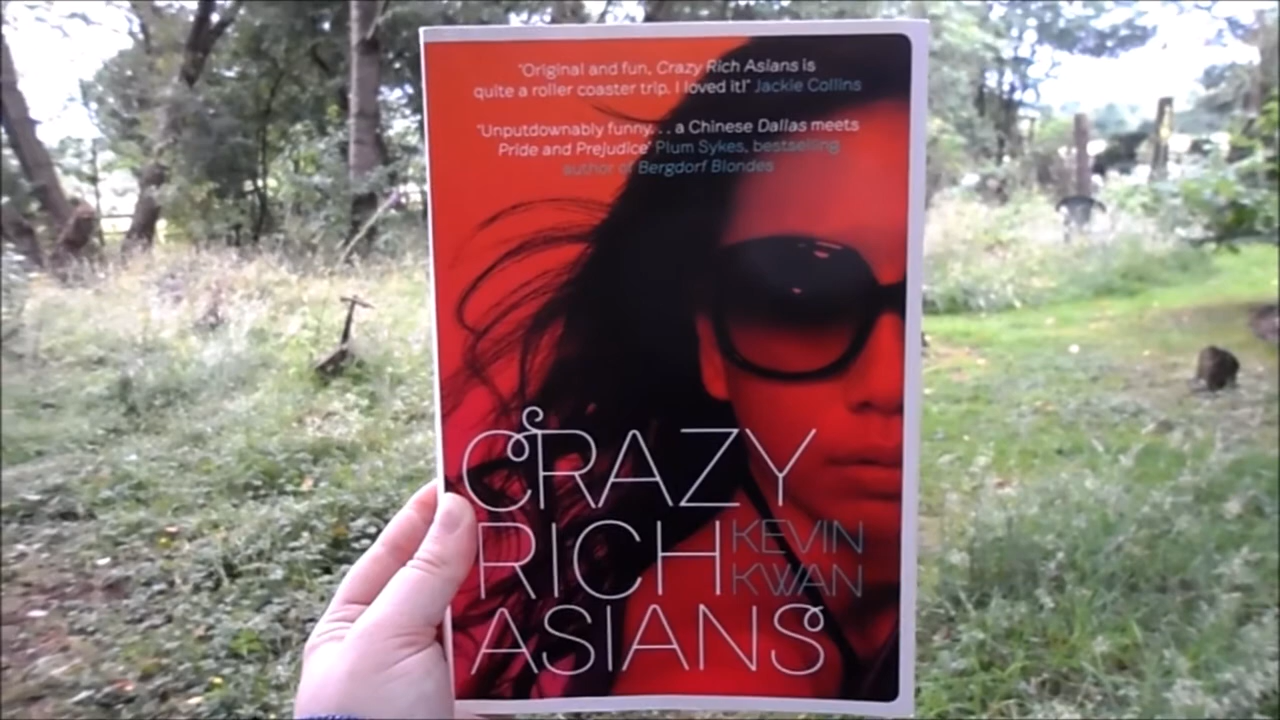 "Original and fun, Crazy Rich Asians is
quite a roller coaster trip. I loved it!" Jackie Collins
"Unputdownably funny. . . a Chinese Dallas meets
Pride and Prejudice" Plum Sykes, bestselling
author of Bergdorf Blondes
CRAZY
RICH
KEVIN
KWAN
ASIANS